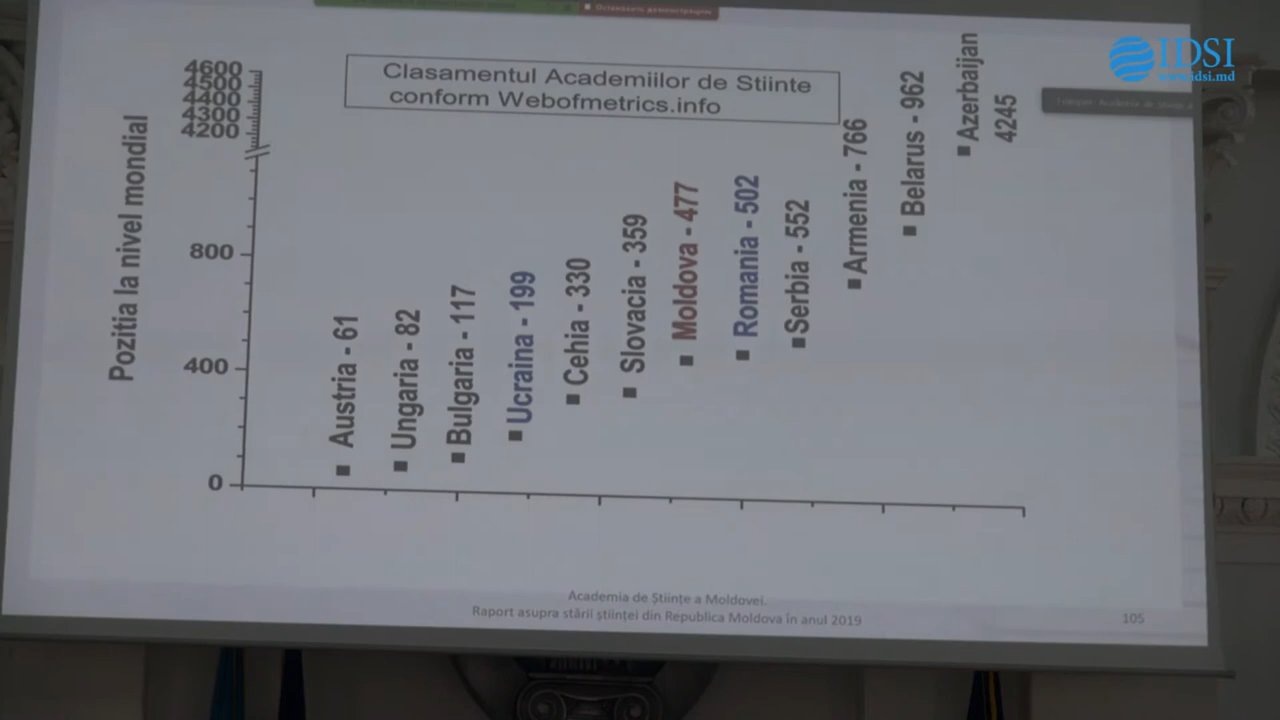 IDSI
www.idsi.md
Clasamentul Academiilor de Stiinte
conform Webofmetrics.info
Pozitia la nivel mondial
4600
4500
4400
4300
4200
800
400
0
Austria - 61
Ungaria - 82
Bulgaria - 117
Ucraina - 199
Cehia - 330
Slovacia - 359
Moldova - 477
Romania - 502
Serbia - 552
Armenia - 766
Belarus - 962
Azerbaijan
4245
Academia de Științe a Moldovei.
Raport asupra stării științei din Republica Moldova în anul 2019
105